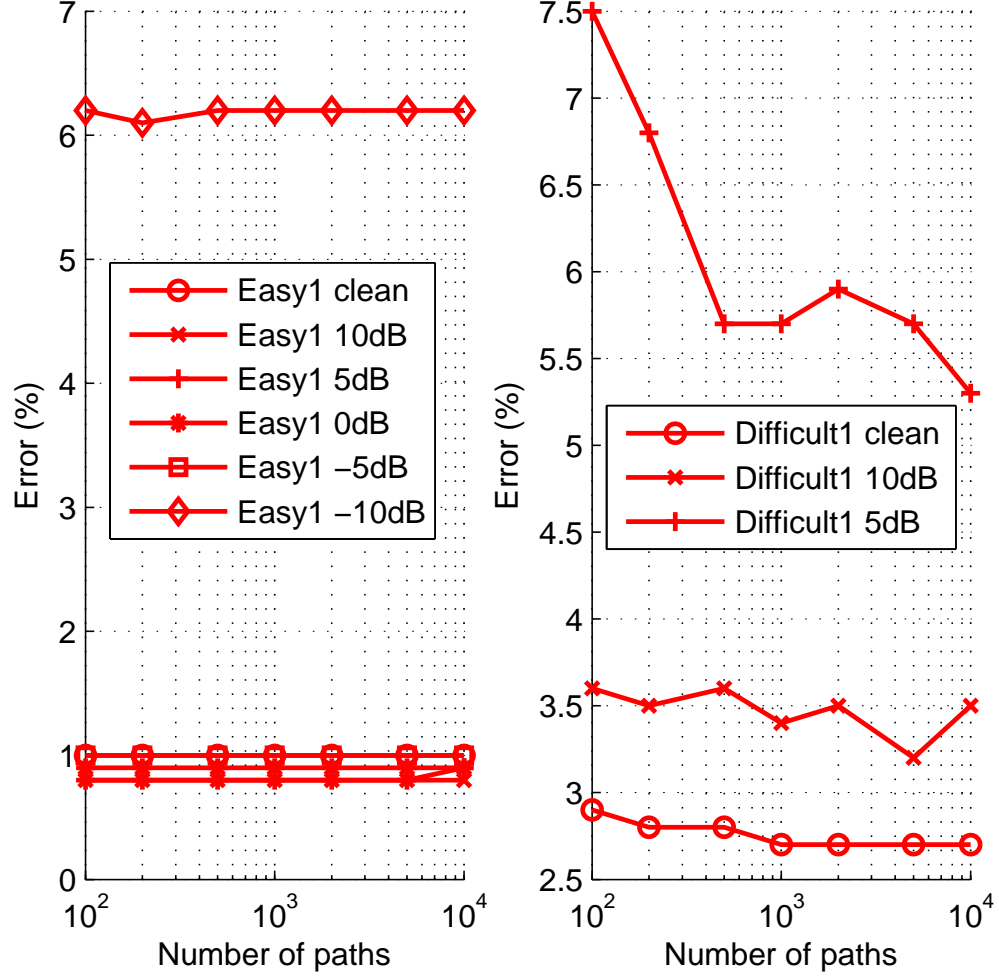 7
6
5
4
3
2
1
0
Error (%)
Easy1 clean
Easy1 10dB
Easy1 5dB
Easy1 0dB
Easy1 −5dB
Easy1 −10dB
10² 10³ 10⁴
Number of paths
7.5
7
6.5
6
5.5
5
4.5
4
3.5
3
2.5
Error (%)
Difficult1 clean
Difficult1 10dB
Difficult1 5dB
10² 10³ 10⁴
Number of paths